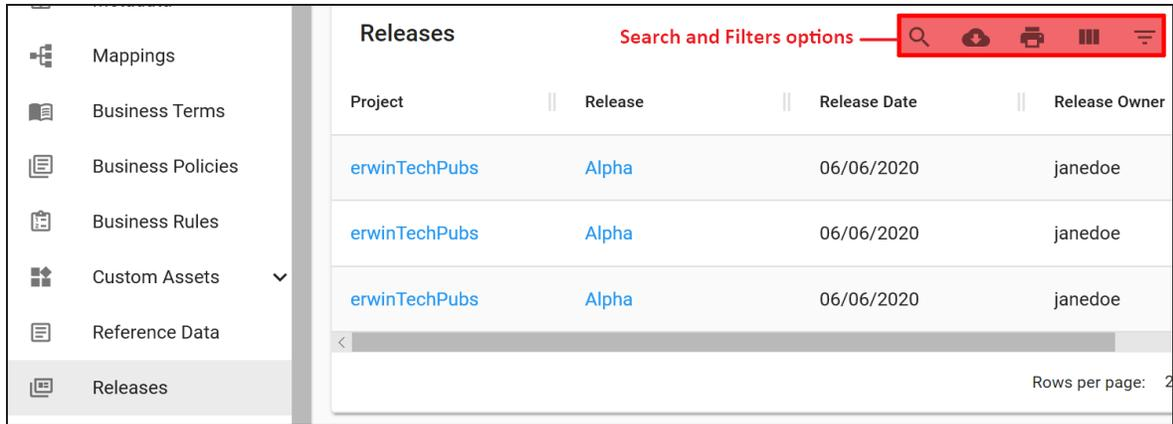 Mappings
Business Terms
Business Policies
Business Rules
Custom Assets
Reference Data
Releases
Releases
Search and Filters options
Project Release Release Date Release Owner
erwinTechPubs Alpha 06/06/2020 janedoe
erwinTechPubs Alpha 06/06/2020 janedoe
erwinTechPubs Alpha 06/06/2020 janedoe
Rows per page: 2